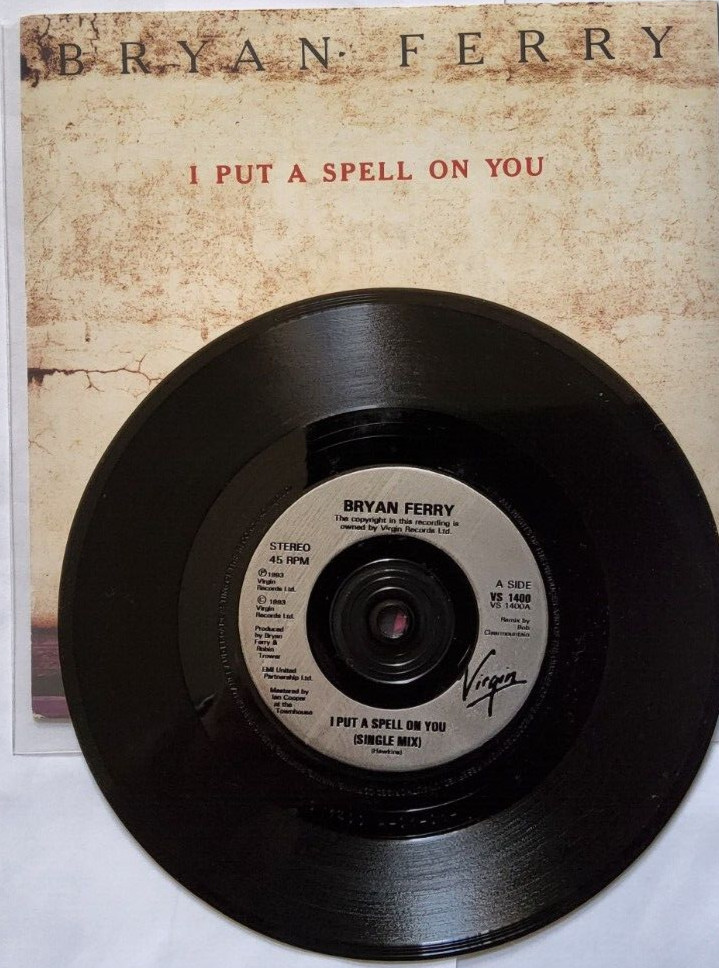 BRYAN FERRY
I PUT A SPELL ON YOU
BRYAN FERRY
The copyright in this recording is
owned by Virgin Records Ltd.
STEREO
45 RPM
℗ 1993
Virgin
Records Ltd.
© 1993
Virgin
Records Ltd.
Produced
by Bryan
Ferry &
Robin
Trower
EMI United
Partnership Ltd.
Mastered by
Ian Cooper
at the
Townhouse
A SIDE
VS 1400
VS 1400A
Remix by
Bob
Clearmountain
Virgin
I PUT A SPELL ON YOU
(SINGLE MIX)
(Hawkins)